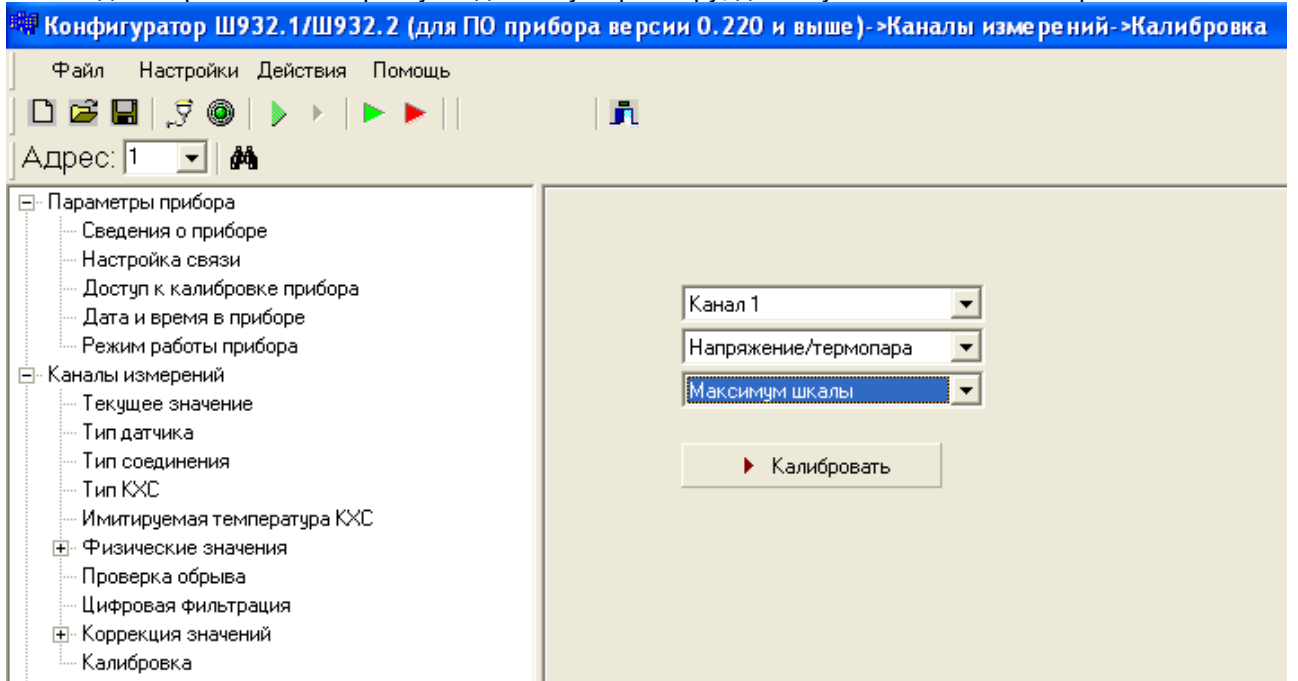 Конфигуратор Ш932.1/Ш932.2 (для ПО прибора версии 0.220 и выше)->Каналы измерений->Калибровка
Файл Настройки Действия Помощь
Адрес: 1
Параметры прибора
Сведения о приборе
Настройка связи
Доступ к калибровке прибора
Дата и время в приборе
Режим работы прибора
Каналы измерений
Текущее значение
Тип датчика
Тип соединения
Тип КХС
Имитируемая температура КХС
Физические значения
Проверка обрыва
Цифровая фильтрация
Коррекция значений
Калибровка
Канал 1
Напряжение/термопара
Максимум шкалы
Калибровать